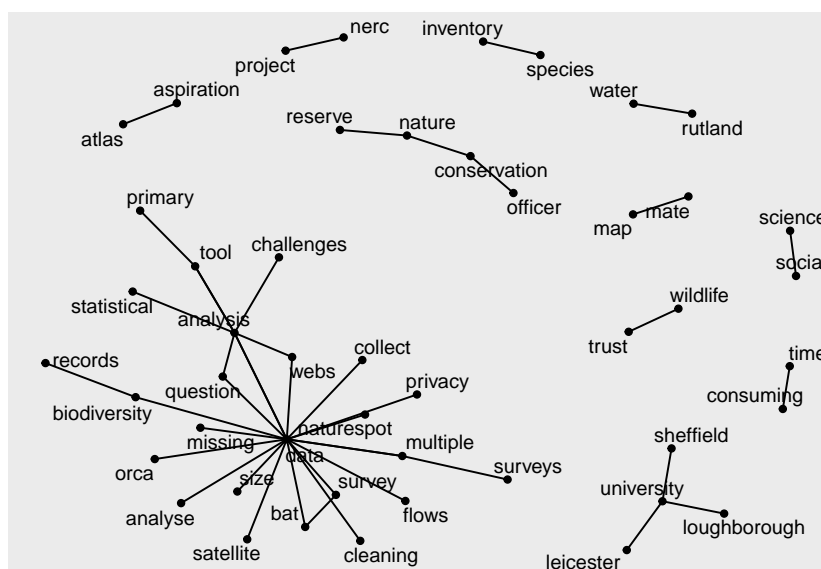 nerc
inventory
project
species
aspiration
water
atlas
reserve
nature
rutland
conservation
primary
officer
mate
map
science
tool
challenges
social
statistical
wildlife
analysis
trust
records
webs
collect
time
question
privacy
consuming
biodiversity
naturespot
missing
multiple
sheffield
data
orca
surveys
size
survey
university
analyse
bat
flows
loughborough
satellite
cleaning
leicester